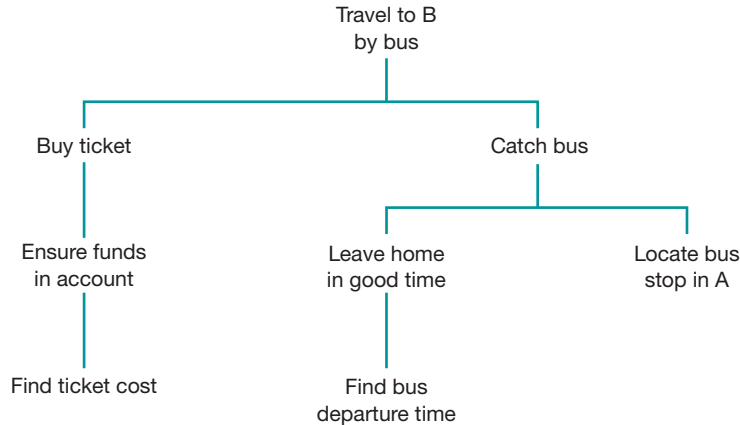 Travel to B
by bus
Buy ticket
Catch bus
Ensure funds
in account
Leave home
in good time
Locate bus
stop in A
Find ticket cost
Find bus
departure time